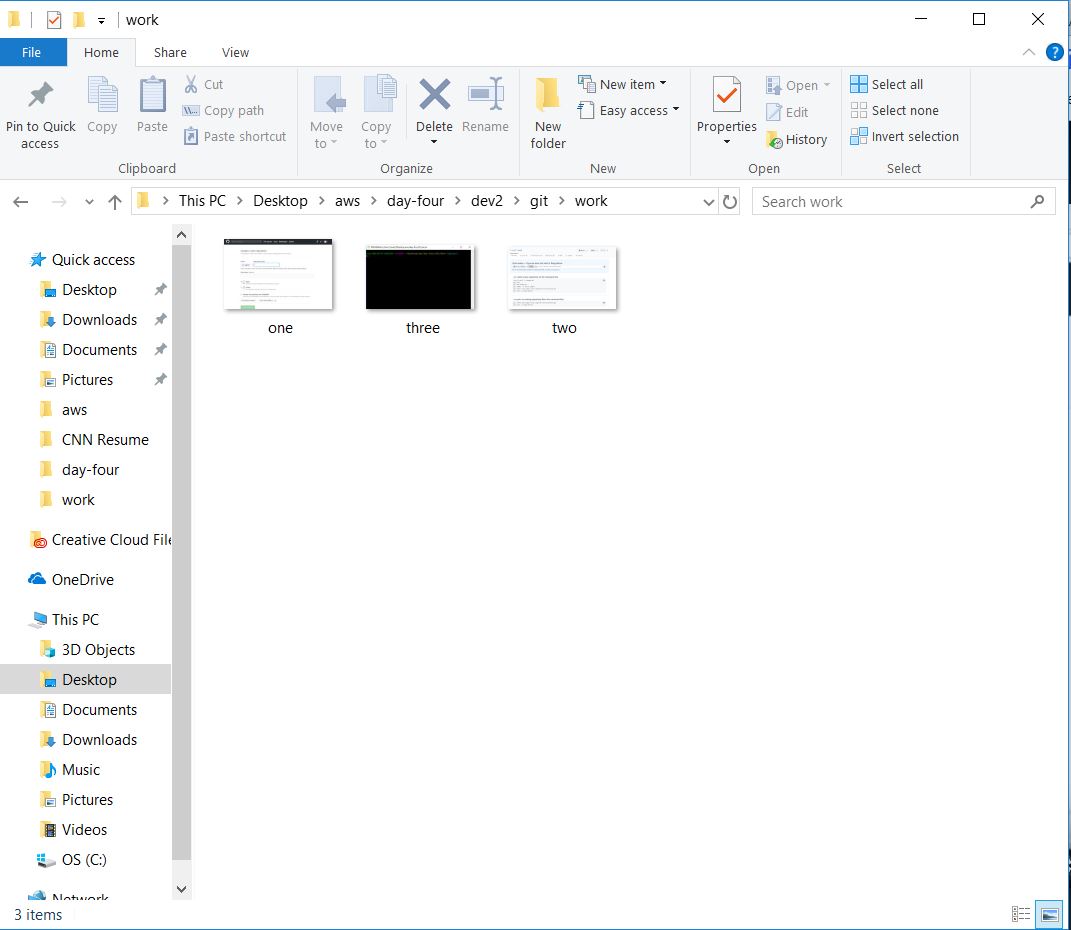 work
File Home Share View
Cut
Copy path
Paste shortcut
Pin to Quick access
Copy
Paste
Clipboard
Move to
Copy to
Delete
Rename
Organize
New folder
New item
Easy access
New
Properties
Open
Edit
History
Open
Select all
Select none
Invert selection
Select
This PC > Desktop > aws > day-four > dev2 > git > work
Search work
Quick access
Desktop
Downloads
Documents
Pictures
aws
CNN Resume
day-four
work
Creative Cloud File
OneDrive
This PC
3D Objects
Desktop
Documents
Downloads
Music
Pictures
Videos
OS (C:)
Network
one
three
two
3 items